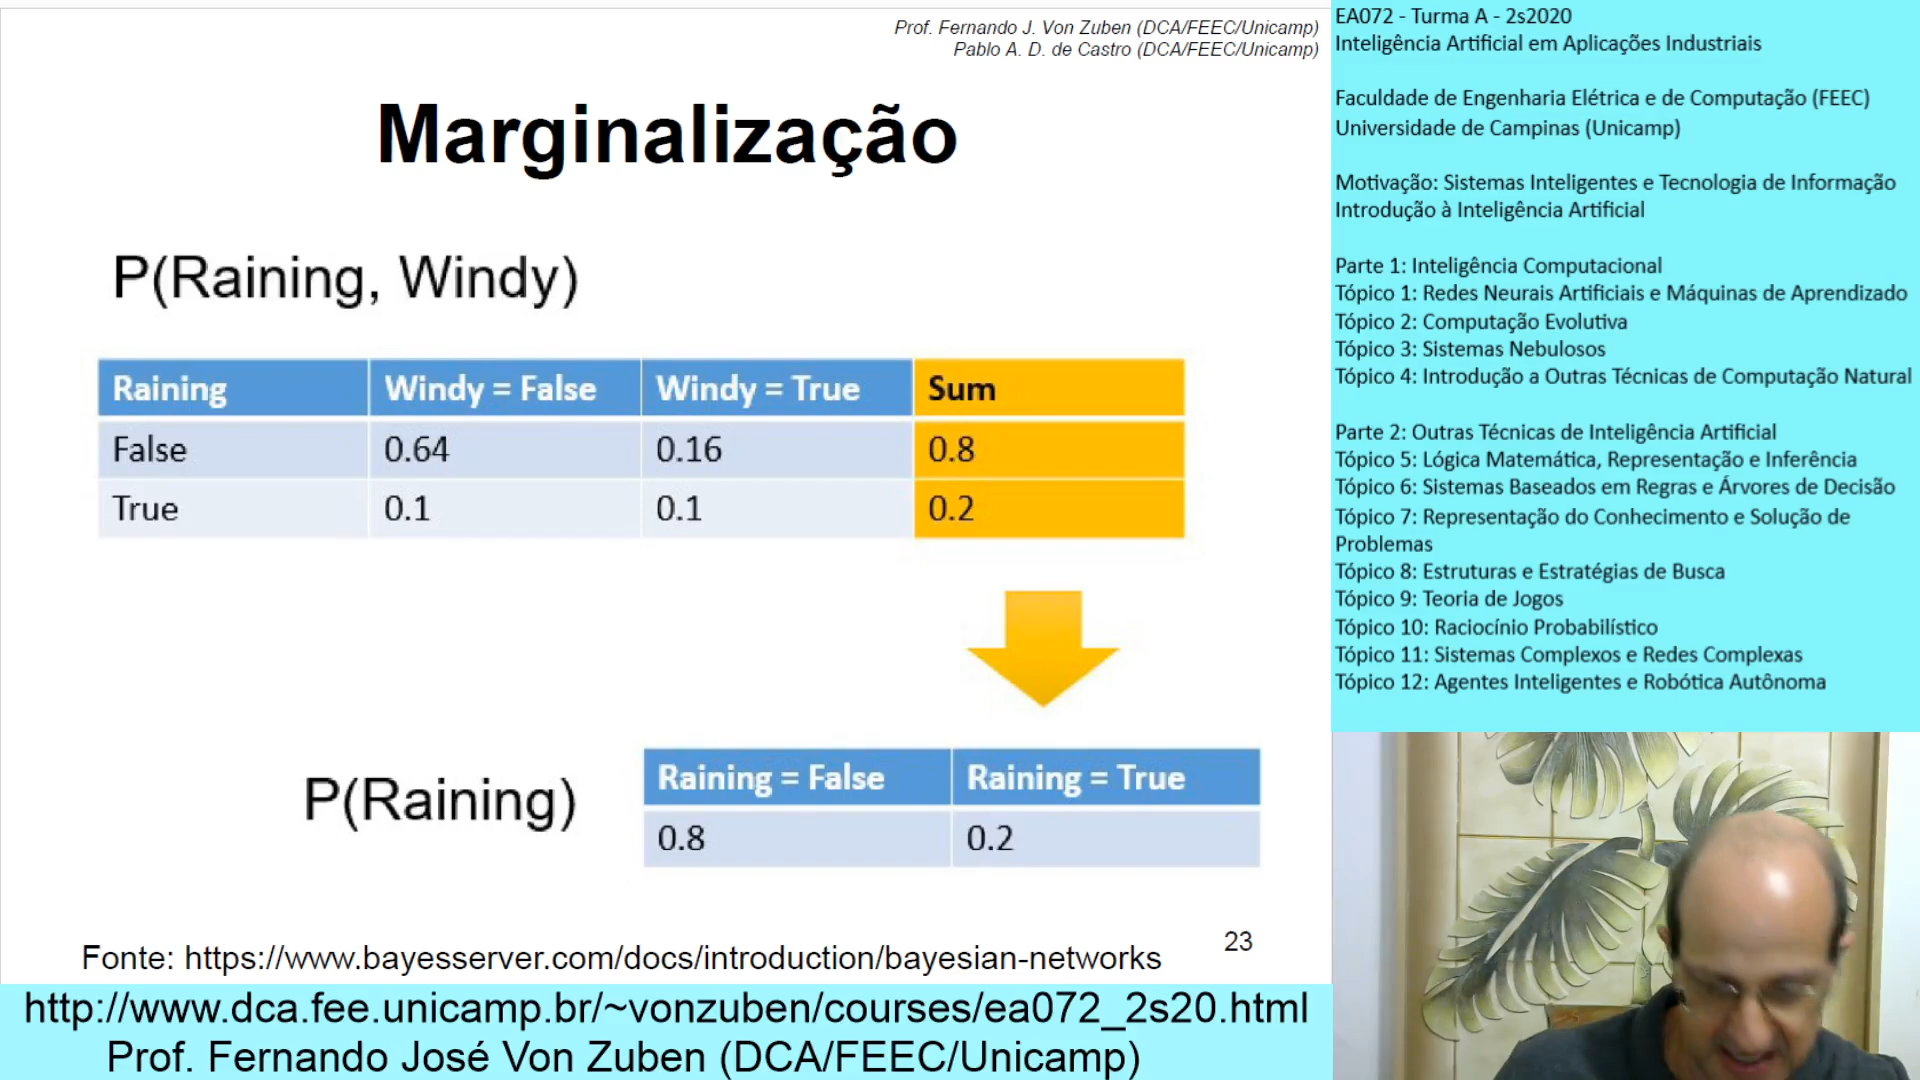 Prof. Fernando J. Von Zuben (DCA/FEEC/Unicamp)
Pablo A. D. de Castro (DCA/FEEC/Unicamp)
Marginalização
P(Raining, Windy)
Raining Windy = False Windy = True Sum
False 0.64 0.16 0.8
True 0.1 0.1 0.2
P(Raining)
Raining = False Raining = True
0.8 0.2
Fonte: https://www.bayesserver.com/docs/introduction/bayesian-networks
23
http://www.dca.fee.unicamp.br/~vonzuben/courses/ea072_2s20.html
Prof. Fernando José Von Zuben (DCA/FEEC/Unicamp)
EA072 - Turma A - 2s2020
Inteligência Artificial em Aplicações Industriais
Faculdade de Engenharia Elétrica e de Computação (FEEC)
Universidade de Campinas (Unicamp)
Motivação: Sistemas Inteligentes e Tecnologia de Informação
Introdução à Inteligência Artificial
Parte 1: Inteligência Computacional
Tópico 1: Redes Neurais Artificiais e Máquinas de Aprendizado
Tópico 2: Computação Evolutiva
Tópico 3: Sistemas Nebulosos
Tópico 4: Introdução a Outras Técnicas de Computação Natural
Parte 2: Outras Técnicas de Inteligência Artificial
Tópico 5: Lógica Matemática, Representação e Inferência
Tópico 6: Sistemas Baseados em Regras e Árvores de Decisão
Tópico 7: Representação do Conhecimento e Solução de
Problemas
Tópico 8: Estruturas e Estratégias de Busca
Tópico 9: Teoria de Jogos
Tópico 10: Raciocínio Probabilístico
Tópico 11: Sistemas Complexos e Redes Complexas
Tópico 12: Agentes Inteligentes e Robótica Autônoma